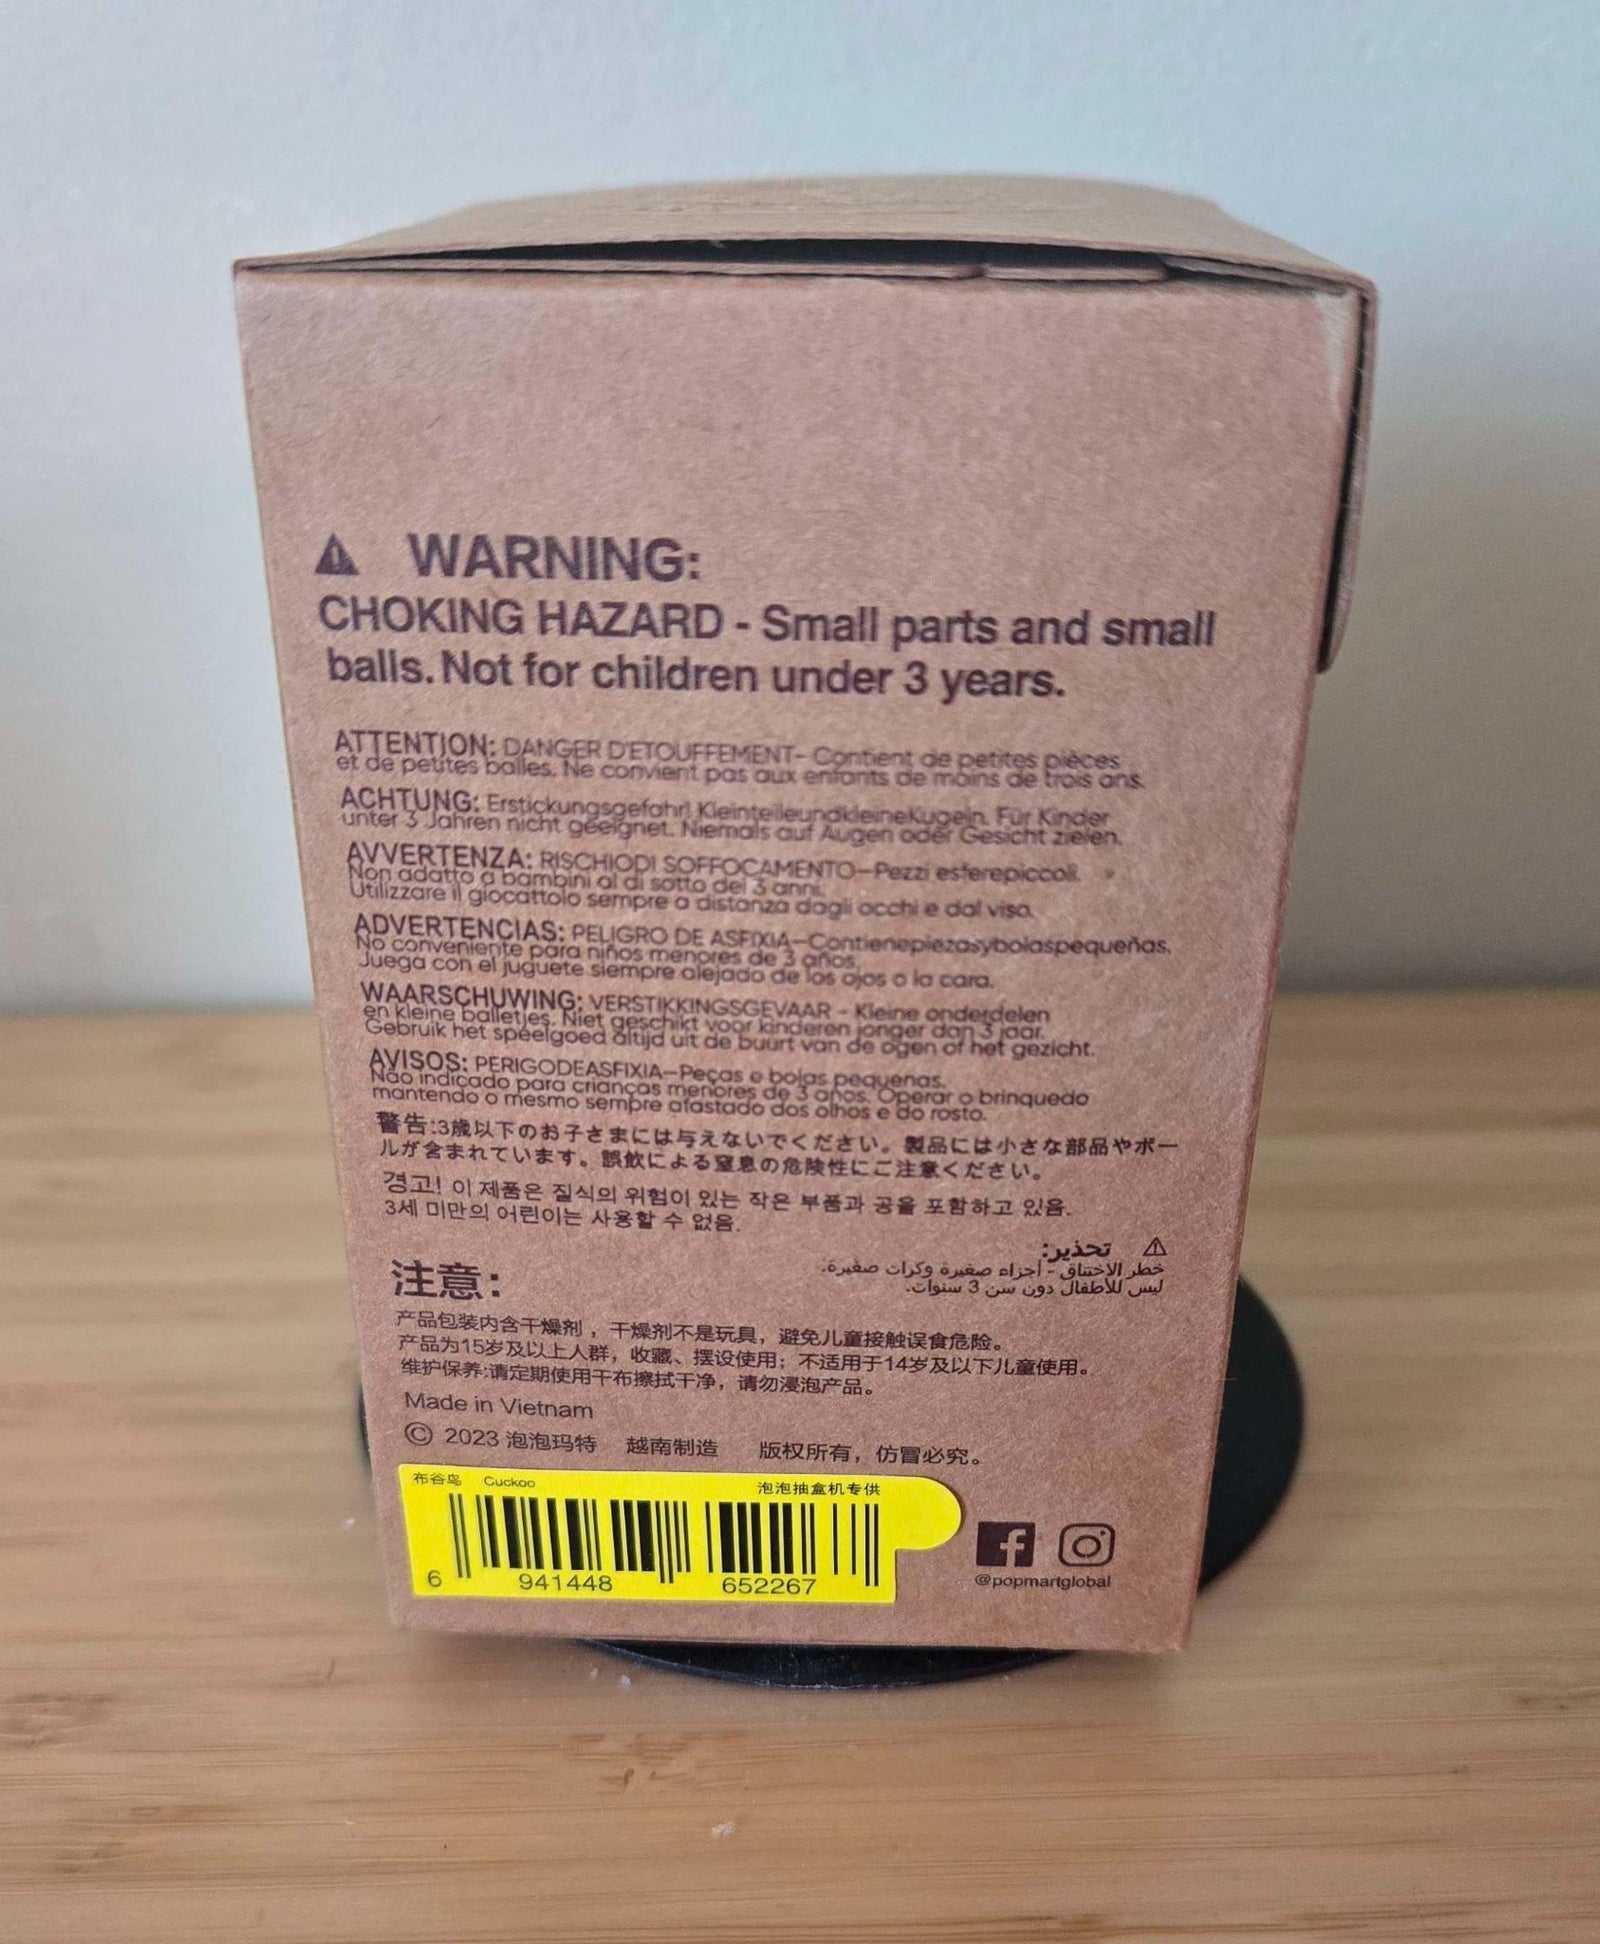 ⚠ WARNING:
CHOKING HAZARD - Small parts and small
balls. Not for children under 3 years.
ATTENTION: DANGER D'ETOUFFEMENT- Contient de petites pièces
et de petites balles. Ne convient pas aux enfants de moins de trois ans.
ACHTUNG: Erstickungsgefahr! KleinteileundkleineKugeln. Für Kinder
unter 3 Jahren nicht geeignet. Niemals auf Augen oder Gesicht zielen.
AVVERTENZA: RISCHIODI SOFFOCAMENTO–Pezzi esferepiccoli.
Non adatto a bambini al di sotto dei 3 anni.
Utilizzare il giocattolo sempre a distanza dagli occhi e dal viso.
ADVERTENCIAS: PELIGRO DE ASFIXIA–Contienepiezasybolaspequeñas.
No conveniente para niños menores de 3 años.
Juega con el juguete siempre alejado de los ojos o la cara.
WAARSCHUWING: VERSTIKKINGSGEVAAR - Kleine onderdelen
en kleine balletjes. Niet geschikt voor kinderen jonger dan 3 jaar.
Gebruik het speelgoed altijd uit de buurt van de ogen of het gezicht.
AVISOS: PERIGODEASFIXIA–Peças e bolas pequenas.
Não indicado para crianças menores de 3 anos. Operar o brinquedo
mantendo o mesmo sempre afastado dos olhos e do rosto.
警告:3歳以下のお子さまには与えないでください。製品には小さな部品やボー
ルが含まれています。誤飲による窒息の危険性にご注意ください。
경고! 이 제품은 질식의 위험이 있는 작은 부품과 공을 포함하고 있음.
3세 미만의 어린이는 사용할 수 없음.
⚠ تحذير:
خطر الاختناق - أجزاء صغيرة وكرات صغيرة.
ليس للأطفال دون سن 3 سنوات.
注意：
产品包装内含干燥剂，干燥剂不是玩具，避免儿童接触误食危险。
产品为15岁及以上人群，收藏、摆设使用；不适用于14岁及以下儿童使用。
维护保养:请定期使用干布擦拭干净，请勿浸泡产品。
Made in Vietnam
© 2023 泡泡玛特 越南制造 版权所有，仿冒必究。
布谷鸟 Cuckoo 泡泡抽盒机专供
6 941448 652267
@popmartglobal